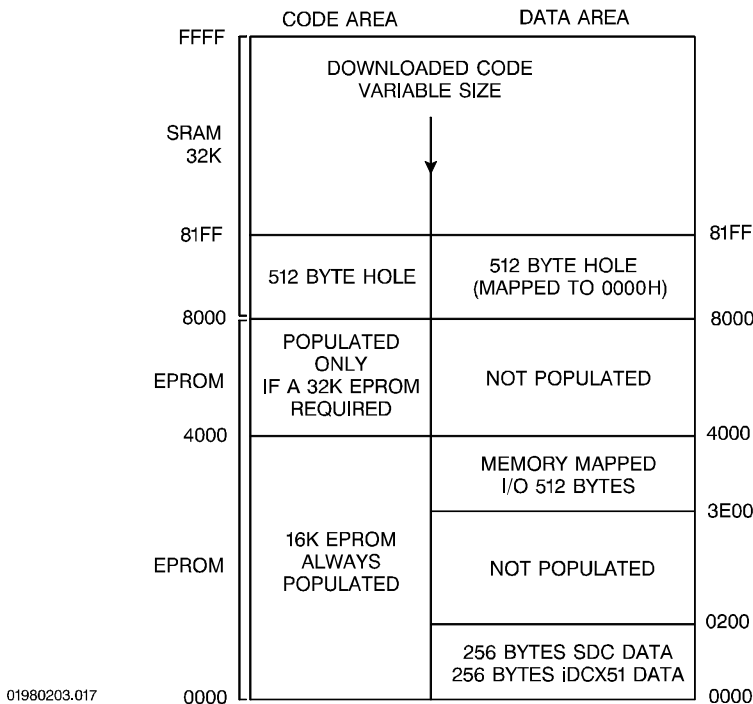 CODE AREA
DATA AREA
FFFF
DOWNLOADED CODE
VARIABLE SIZE
SRAM
32K
81FF
81FF
512 BYTE HOLE
512 BYTE HOLE
(MAPPED TO 0000H)
8000
8000
POPULATED
ONLY
IF A 32K EPROM
REQUIRED
EPROM
NOT POPULATED
4000
4000
MEMORY MAPPED
I/O 512 BYTES
3E00
16K EPROM
ALWAYS
POPULATED
EPROM
NOT POPULATED
0200
256 BYTES SDC DATA
256 BYTES iDCX51 DATA
01980203.017
0000
0000